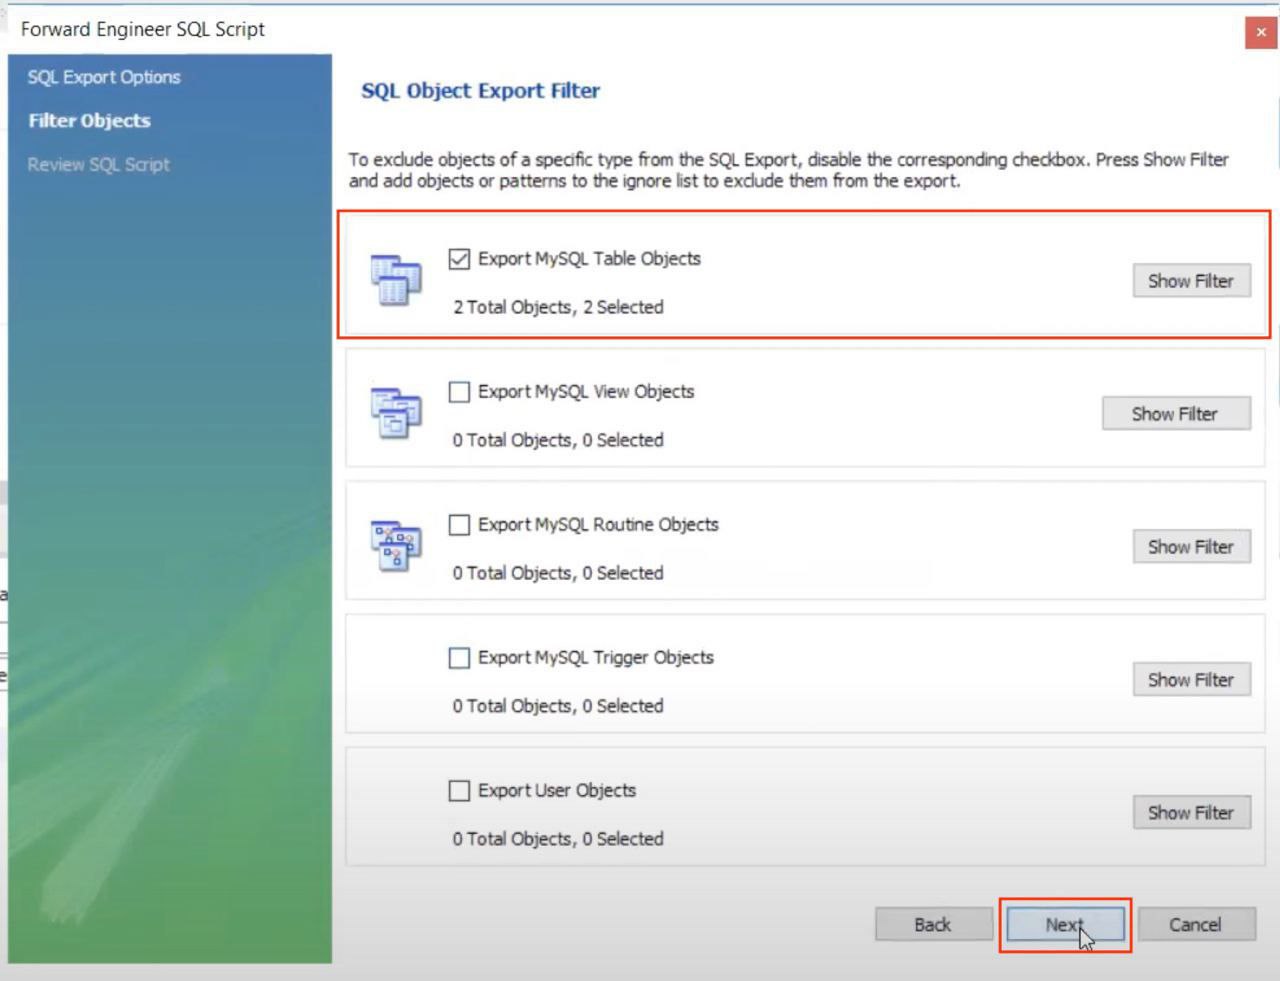 Forward Engineer SQL Script
SQL Export Options
Filter Objects
Review SQL Script
SQL Object Export Filter
To exclude objects of a specific type from the SQL Export, disable the corresponding checkbox. Press Show Filter
and add objects or patterns to the ignore list to exclude them from the export.
Export MySQL Table Objects
2 Total Objects, 2 Selected
Show Filter
Export MySQL View Objects
0 Total Objects, 0 Selected
Show Filter
Export MySQL Routine Objects
0 Total Objects, 0 Selected
Show Filter
Export MySQL Trigger Objects
0 Total Objects, 0 Selected
Show Filter
Export User Objects
0 Total Objects, 0 Selected
Show Filter
Back
Next
Cancel